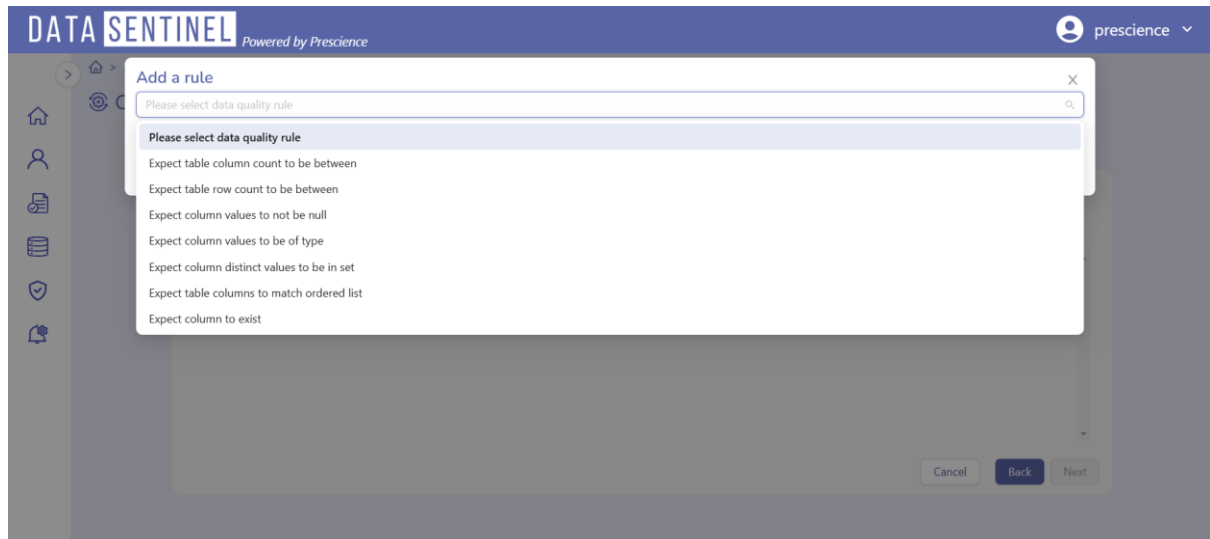 DATA SENTINEL Powered by Prescience
prescience
>
Add a rule
Please select data quality rule
Please select data quality rule
Expect table column count to be between
Expect table row count to be between
Expect column values to not be null
Expect column values to be of type
Expect column distinct values to be in set
Expect table columns to match ordered list
Expect column to exist
Cancel Back Next